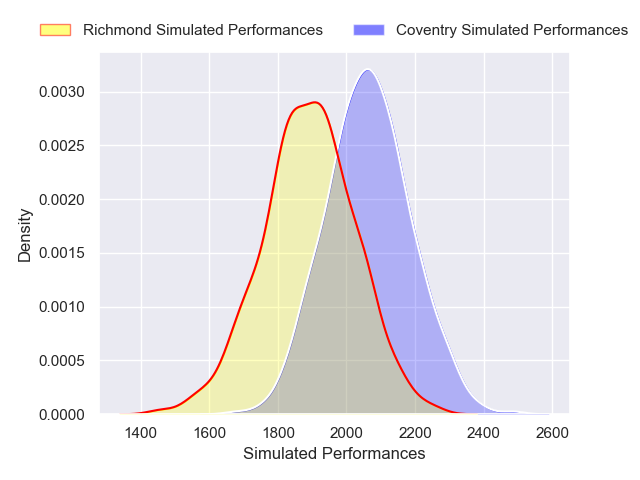 Richmond Simulated Performances Coventry Simulated Performances
0.0030
0.0025
0.0020
0.0015
0.0010
0.0005
0.0000
Density
1400 1600 1800 2000 2200 2400 2600
Simulated Performances